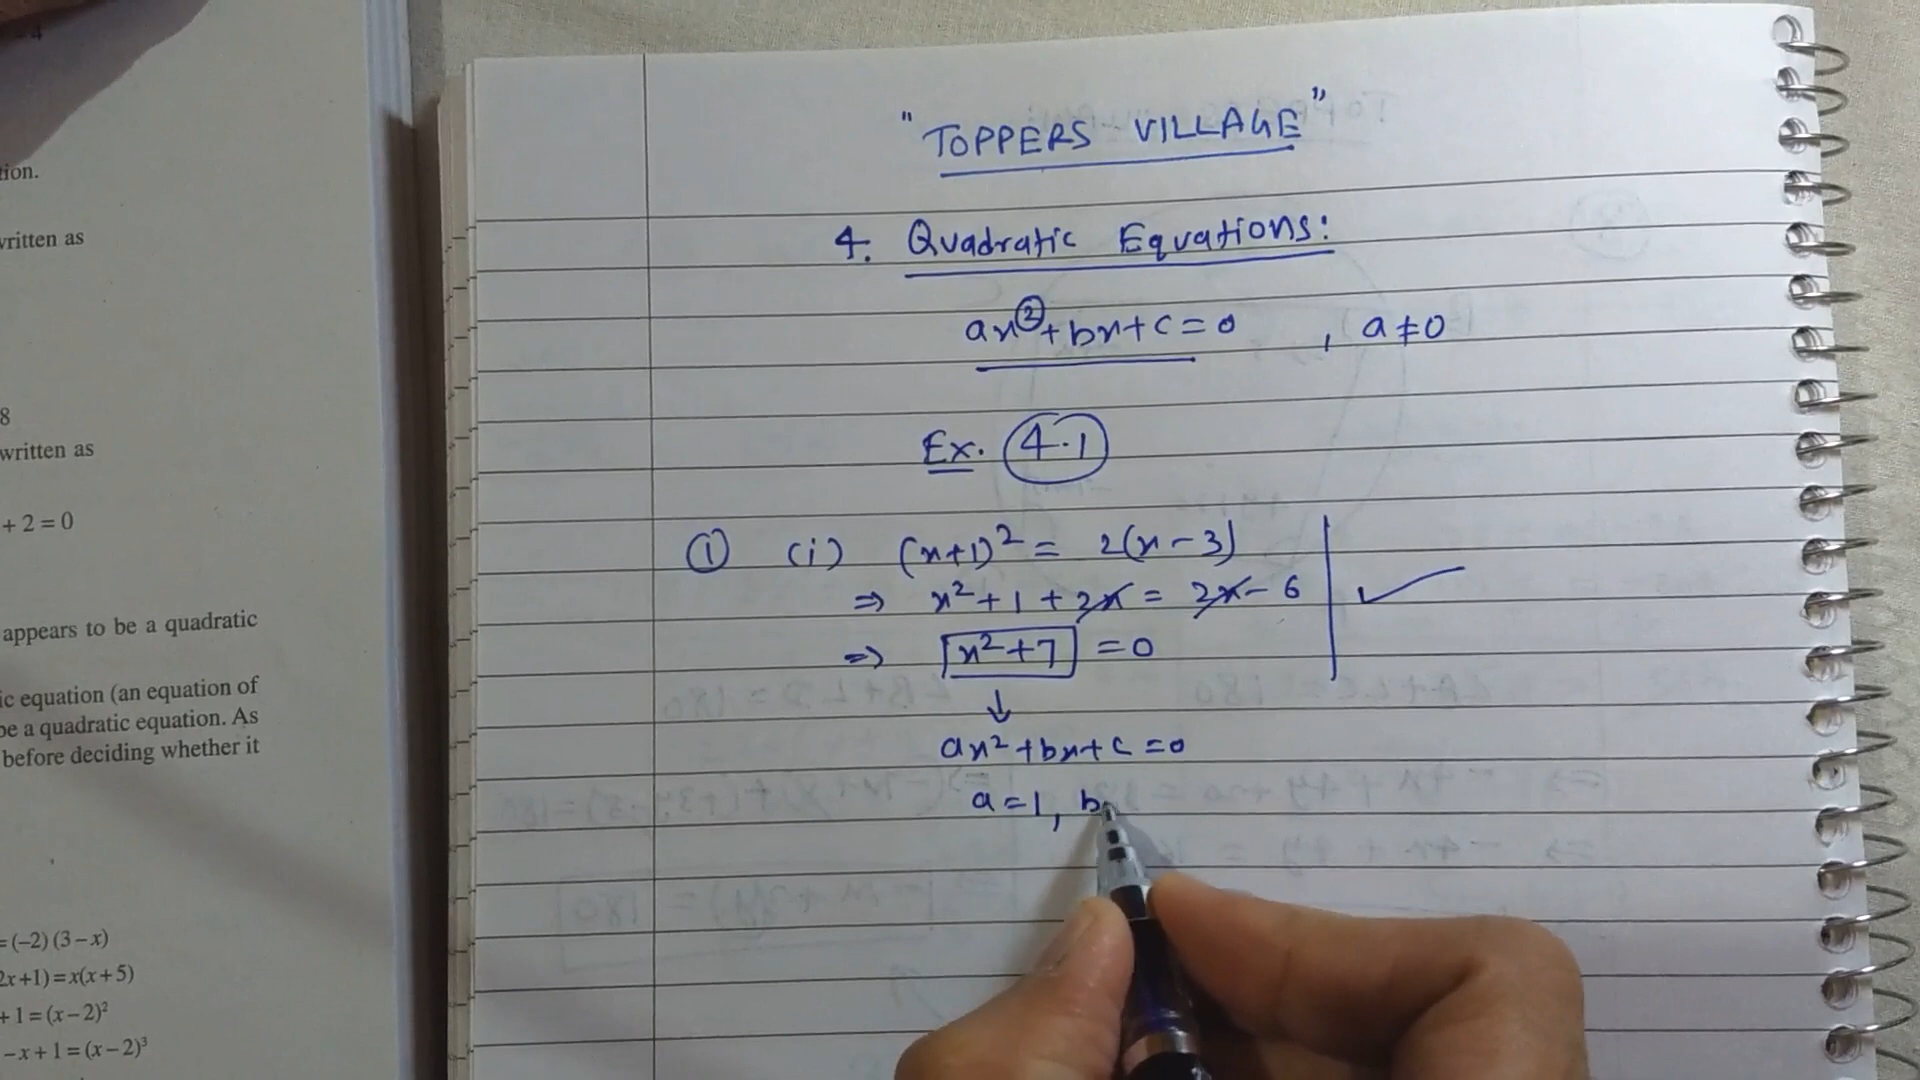 4
tion.
written as
8
written as
+ 2 = 0
appears to be a quadratic
ic equation (an equation of
be a quadratic equation. As
before deciding whether it
= (–2) (3 – x)
2x+1) = x(x + 5)
+ 1 = (x – 2)²
– x + 1 = (x – 2)³
"TOPPERS VILLAGE"
4. Quadratic Equations:
ax² + bx + c = 0 , a ≠ 0
Ex. 4.1
① (i) (x+1)² = 2(x – 3)
⇒ x² + 1 + 2x = 2x – 6 ✓
⇒ x² + 7 = 0
↓
ax² + bx + c = 0
a = 1, b